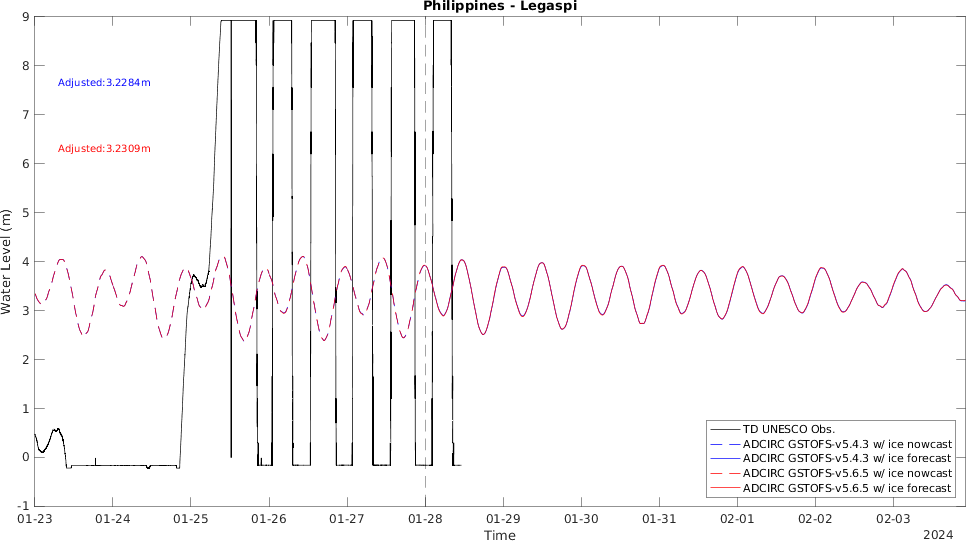 Philippines - Legaspi
9
8
7
6
5
4
3
2
1
0
-1
Water Level (m)
Adjusted:3.2284m
Adjusted:3.2309m
TD UNESCO Obs.
ADCIRC GSTOFS-v5.4.3 w/ ice nowcast
ADCIRC GSTOFS-v5.4.3 w/ ice forecast
ADCIRC GSTOFS-v5.6.5 w/ ice nowcast
ADCIRC GSTOFS-v5.6.5 w/ ice forecast
01-23 01-24 01-25 01-26 01-27 01-28 01-29 01-30 01-31 02-01 02-02 02-03
Time
2024